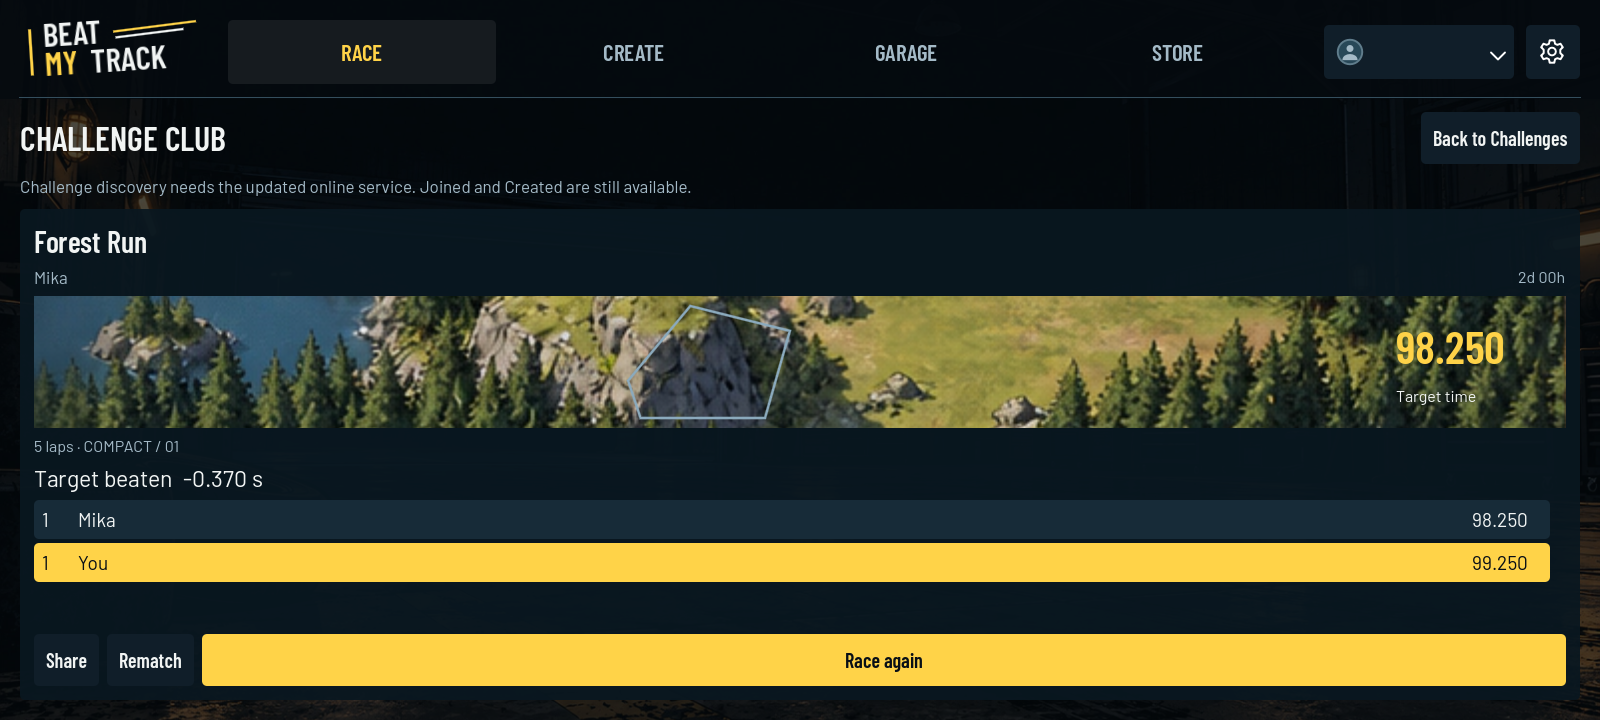 BEAT
MY TRACK
RACE
CREATE
GARAGE
STORE
CHALLENGE CLUB
Back to Challenges
Challenge discovery needs the updated online service. Joined and Created are still available.
Forest Run
Mika
2d 00h
98.250
Target time
5 laps · COMPACT / 01
Target beaten -0.370 s
1 Mika 98.250
1 You 99.250
Share
Rematch
Race again